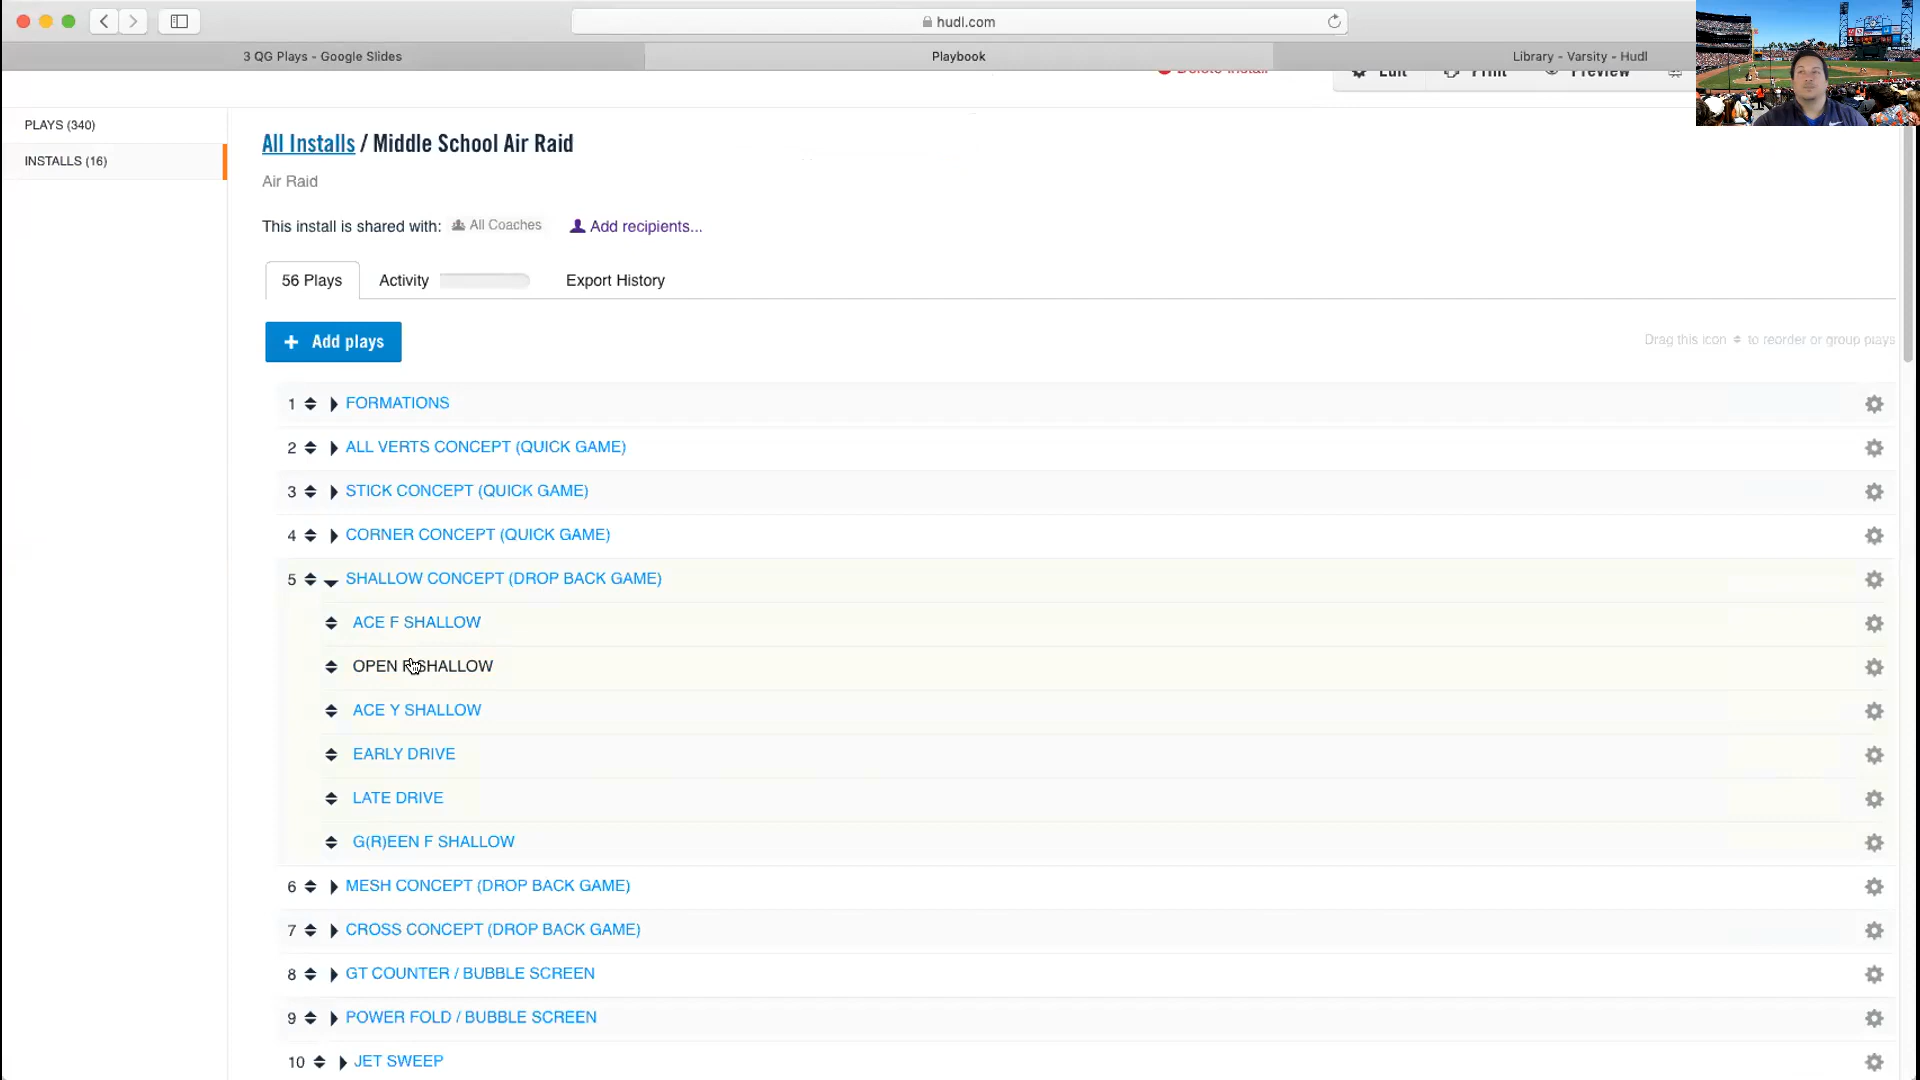 hudl.com
3 QG Plays - Google Slides
Playbook
Library - Varsity - Hudl
Delete Install
Edit
Print
Preview
PLAYS (340)
INSTALLS (16)
All Installs / Middle School Air Raid
Air Raid
This install is shared with: All Coaches Add recipients...
56 Plays Activity Export History
+ Add plays
Drag this icon to reorder or group plays
1 FORMATIONS
2 ALL VERTS CONCEPT (QUICK GAME)
3 STICK CONCEPT (QUICK GAME)
4 CORNER CONCEPT (QUICK GAME)
5 SHALLOW CONCEPT (DROP BACK GAME)
ACE F SHALLOW
OPEN F SHALLOW
ACE Y SHALLOW
EARLY DRIVE
LATE DRIVE
G(R)EEN F SHALLOW
6 MESH CONCEPT (DROP BACK GAME)
7 CROSS CONCEPT (DROP BACK GAME)
8 GT COUNTER / BUBBLE SCREEN
9 POWER FOLD / BUBBLE SCREEN
10 JET SWEEP